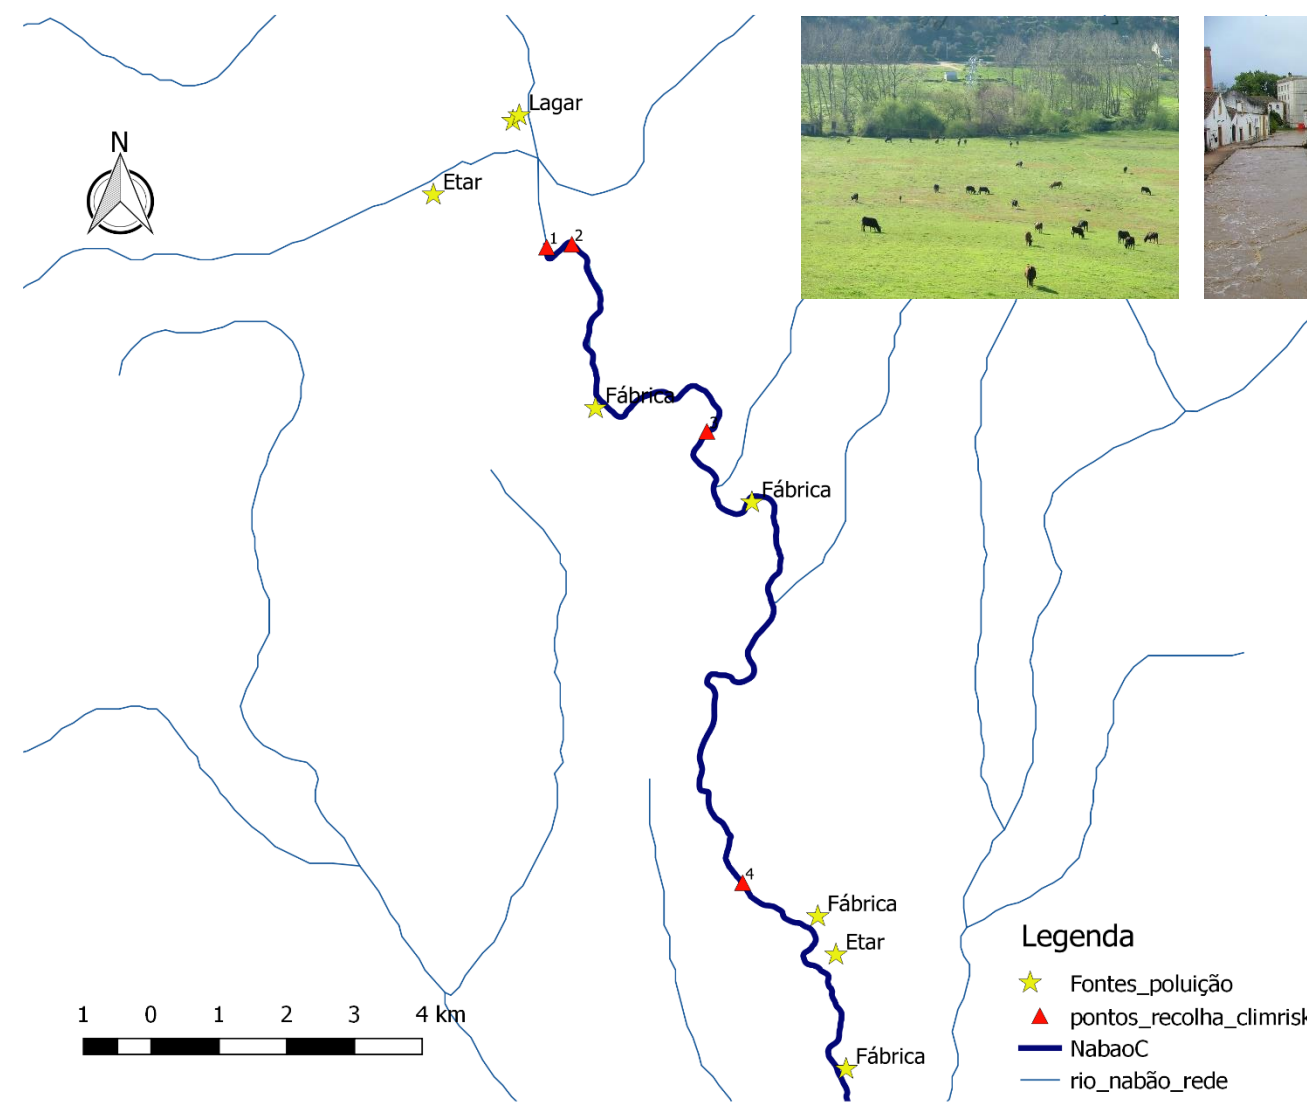 Lagar
N
Etar
1
2
Fábrica
Fábrica
4
Fábrica
Etar
Legenda
Fontes_poluição
1 0 1 2 3 4 km
pontos_recolha_climrisk
NabaoC
Fábrica
rio_nabão_rede